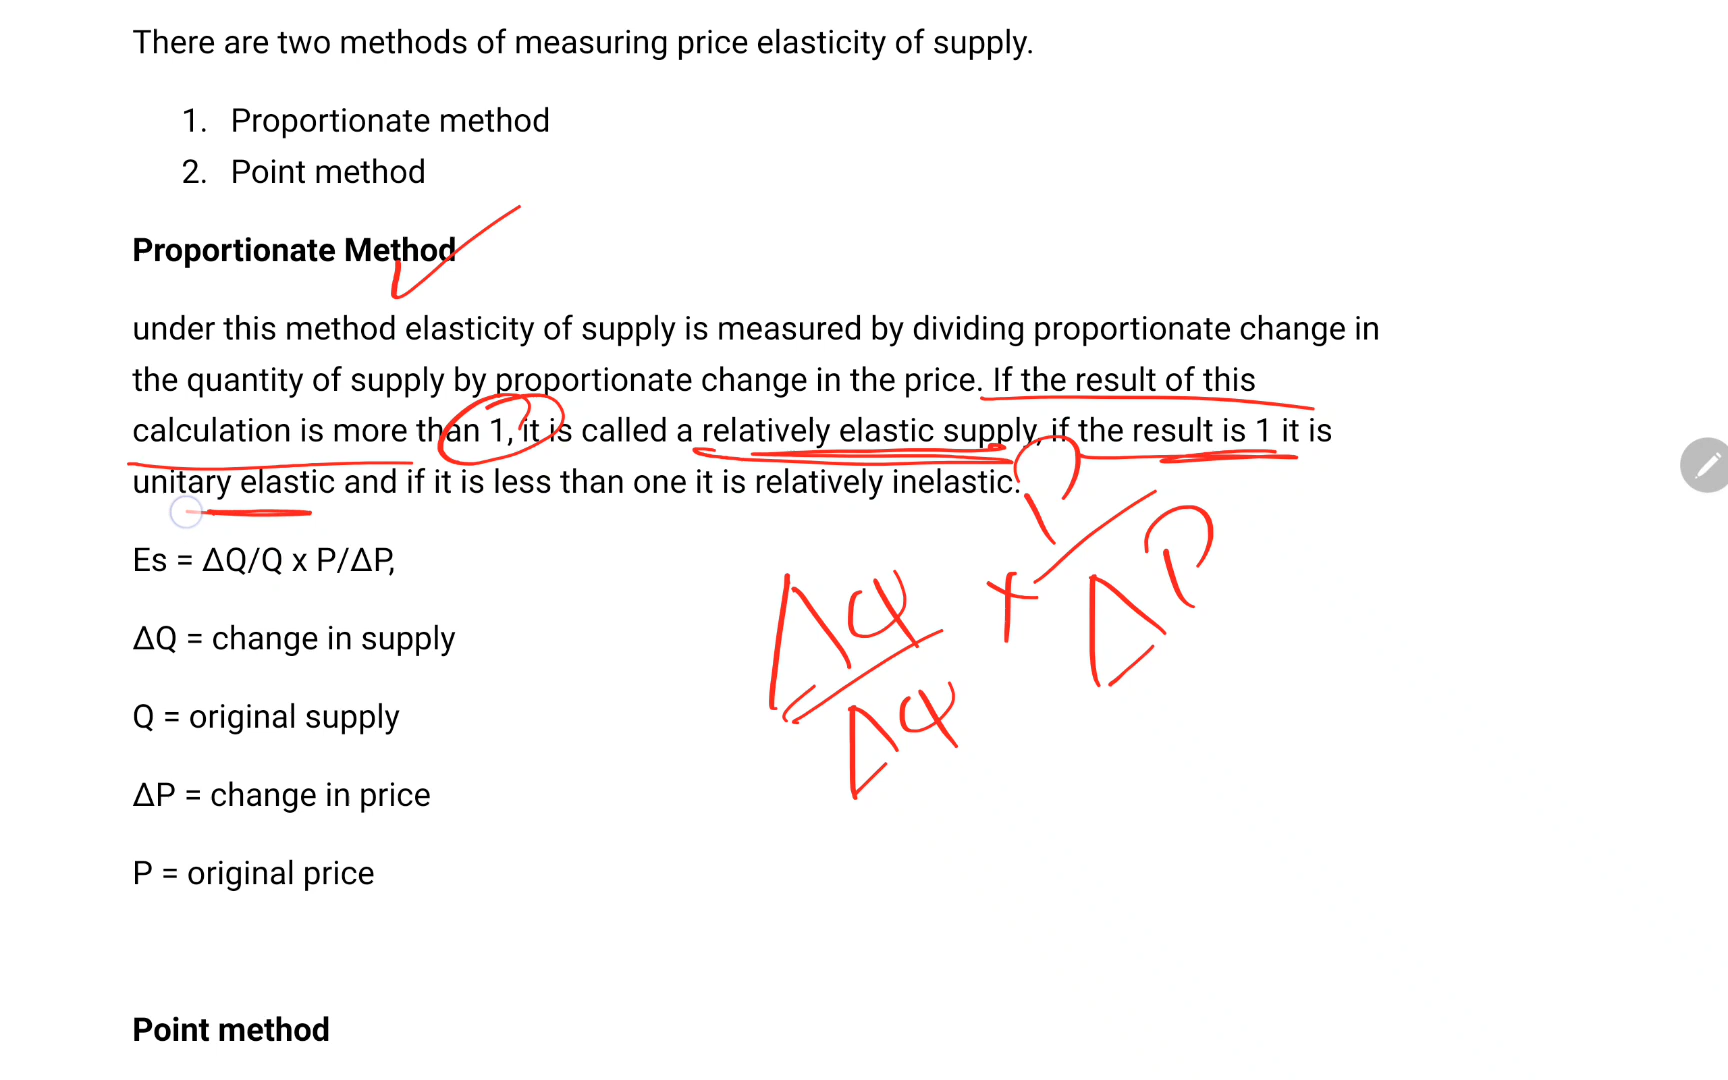 There are two methods of measuring price elasticity of supply.
1. Proportionate method
2. Point method
Proportionate Method
under this method elasticity of supply is measured by dividing proportionate change in
the quantity of supply by proportionate change in the price. If the result of this
calculation is more than 1, it is called a relatively elastic supply, if the result is 1 it is
unitary elastic and if it is less than one it is relatively inelastic.
Es = ΔQ/Q x P/ΔP,
ΔQ = change in supply
Q = original supply
ΔP = change in price
P = original price
Δq/Δq x P/ΔP
Point method